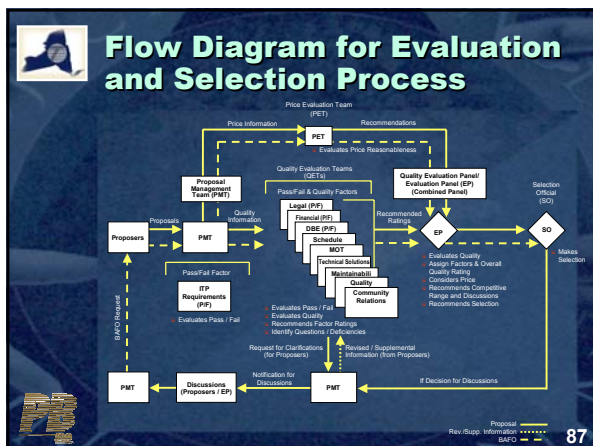 Flow Diagram for Evaluation
and Selection Process
Price Evaluation Team
(PET)
Price Information
Recommendations
PET
Evaluates Price Reasonableness
Quality Evaluation Teams
(QETs)
Quality Evaluation Panel/
Evaluation Panel (EP)
(Combined Panel)
Selection
Official
(SO)
Proposal
Management
Team (PMT)
Pass/Fail & Quality Factors
Proposals
Quality
Information
Legal (P/F)
Financial (P/F)
DBE (P/F)
Schedule
MOT
Technical Solutions
Maintainabili
Quality
Community
Relations
Recommended
Ratings
Proposers
PMT
EP
SO
Makes
Selection
Evaluates Quality
Assign Factors & Overall
Quality Rating
Considers Price
Recommends Competitive
Range and Discussions
Recommends Selection
Pass/Fail Factor
ITP
Requirements
(P/F)
Evaluates Pass / Fail
BAFO Request
Evaluates Pass / Fail
Evaluates Quality
Recommends Factor Ratings
Identify Questions / Deficiencies
Request for Clarifications
(for Proposers)
Revised / Supplemental
Information (from Proposers)
PMT
Discussions
(Proposers / EP)
Notification for
Discussions
PMT
If Decision for Discussions
PB
Proposal
Rev./Supp. Information
BAFO
87